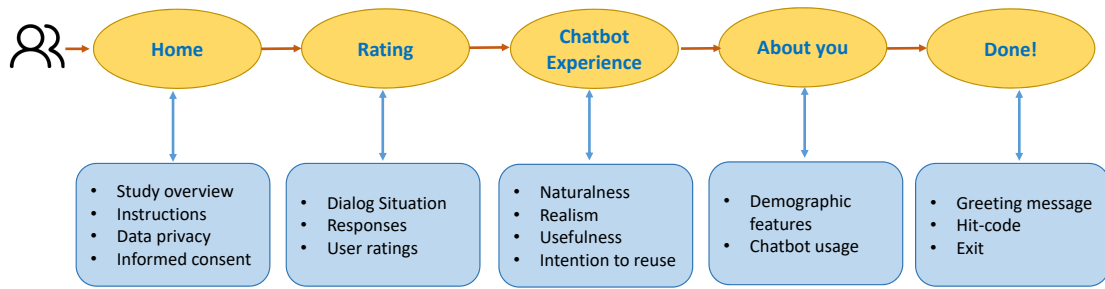 Home
Rating
Chatbot
Experience
About you
Done!
• Study overview
• Instructions
• Data privacy
• Informed consent
• Dialog Situation
• Responses
• User ratings
• Naturalness
• Realism
• Usefulness
• Intention to reuse
• Demographic
features
• Chatbot usage
• Greeting message
• Hit-code
• Exit